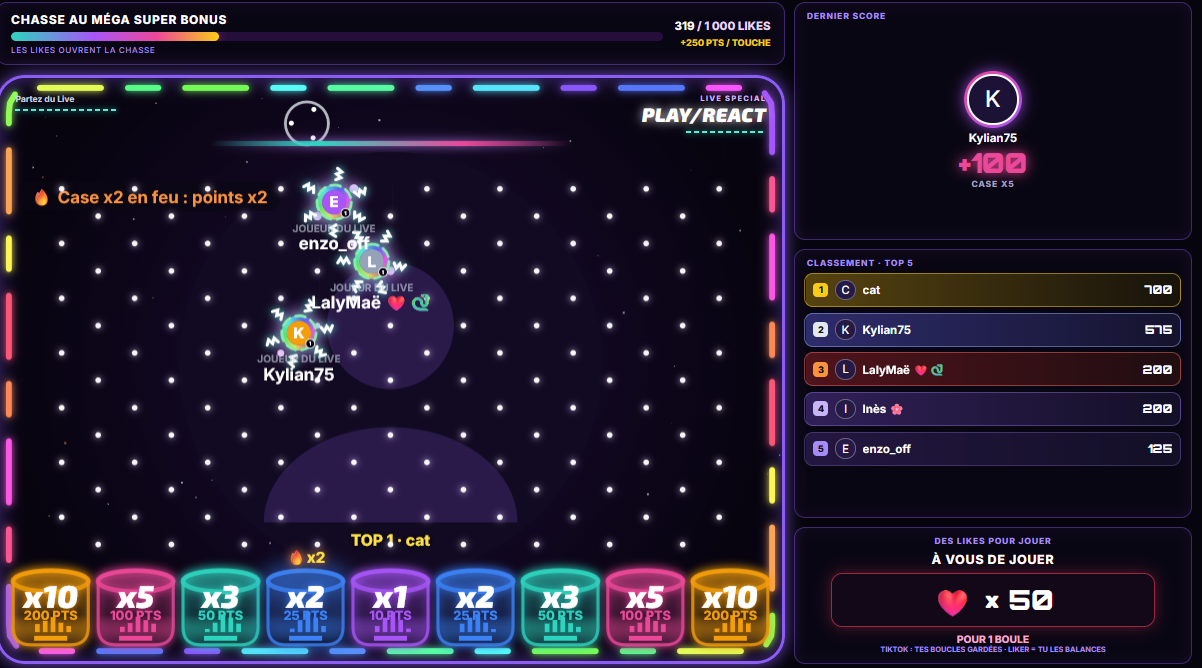 CHASSE AU MÉGA SUPER BONUS
319 / 1 000 LIKES
+250 PTS / TOUCHE
LES LIKES OUVRENT LA CHASSE
Partez du Live
LIVE SPECIAL
PLAY/REACT
🔥 Case x2 en feu : points x2
E
1
JOUEUR DU LIVE
enzo_off
L
1
JOUEUR DU LIVE
LalyMaë ❤️
K
1
JOUEUR DU LIVE
Kylian75
TOP 1 · cat
🔥 x2
x10 x5 x3 x2 x1 x2 x3 x5 x10
200 PTS 100 PTS 50 PTS 25 PTS 10 PTS 25 PTS 50 PTS 100 PTS 200 PTS
DERNIER SCORE
K
Kylian75
+100
CASE X5
CLASSEMENT · TOP 5
1 C cat 700
2 K Kylian75 575
3 L LalyMaë ❤️ 200
4 I Inès 🌸 200
5 E enzo_off 125
DES LIKES POUR JOUER
À VOUS DE JOUER
❤️ x 50
POUR 1 BOULE
TIKTOK : TES BOUCLES GARDÉES · LIKER = TU LES BALANCES